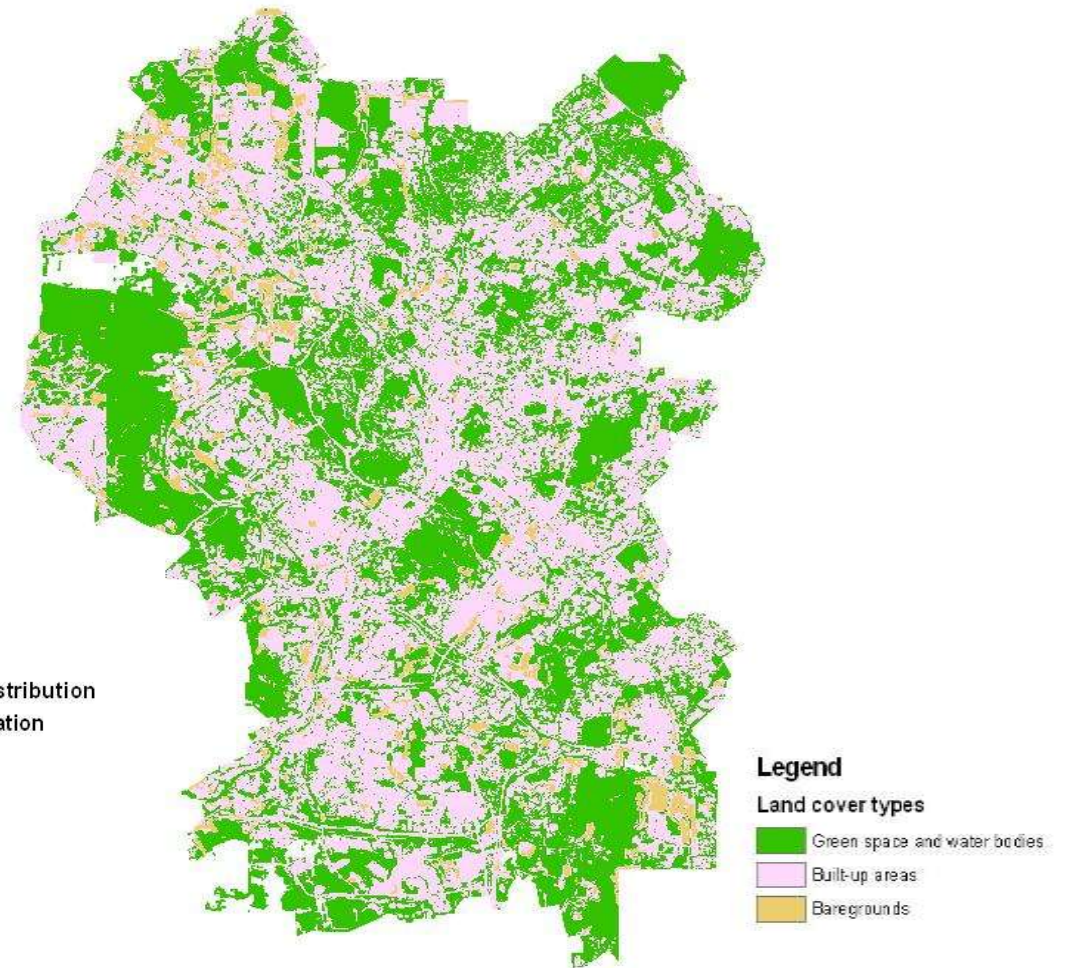 stribution
ation
Legend
Land cover types
Green space and water bodies
Built-up areas
Baregrounds